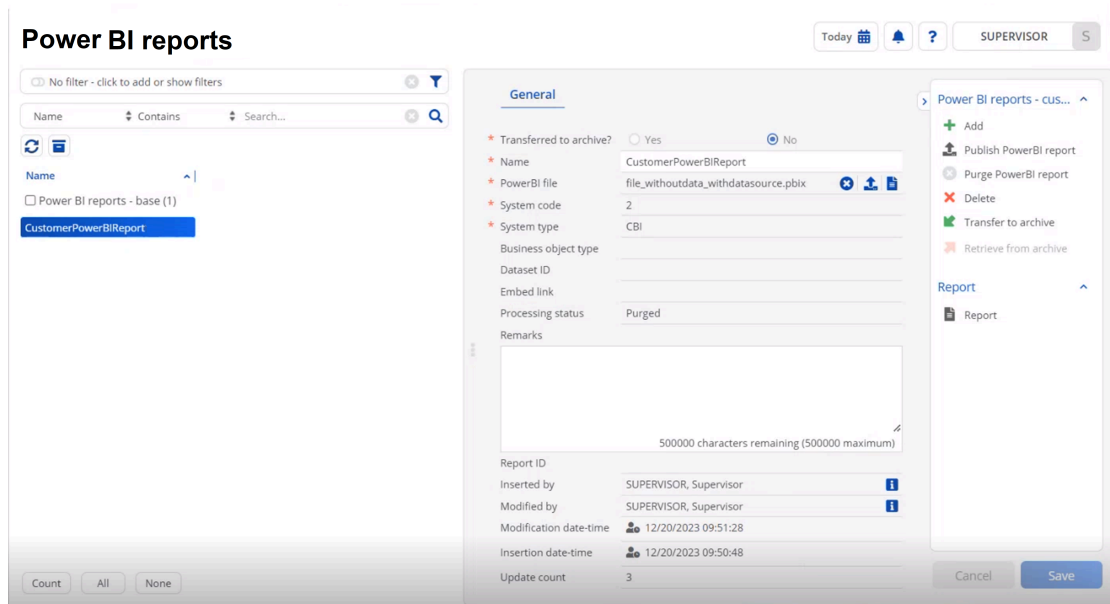 Power BI reports
Today
?
SUPERVISOR
S
No filter - click to add or show filters
Name Contains Search...
Name
Power BI reports - base (1)
CustomerPowerBIReport
Count All None
General
* Transferred to archive? Yes No
* Name CustomerPowerBIReport
* PowerBI file file_withoutdata_withdatasource.pbix
* System code 2
* System type CBI
Business object type
Dataset ID
Embed link
Processing status Purged
Remarks
500000 characters remaining (500000 maximum)
Report ID
Inserted by SUPERVISOR, Supervisor
Modified by SUPERVISOR, Supervisor
Modification date-time 12/20/2023 09:51:28
Insertion date-time 12/20/2023 09:50:48
Update count 3
Power BI reports - cus...
Add
Publish PowerBI report
Purge PowerBI report
Delete
Transfer to archive
Retrieve from archive
Report
Report
Cancel Save